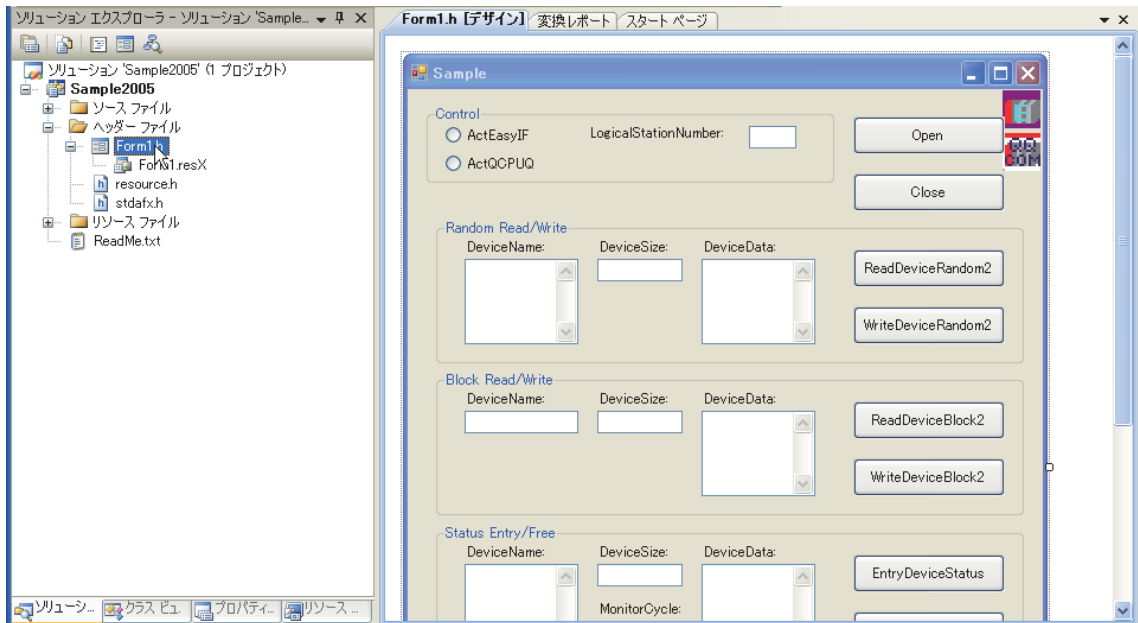 ソリューション エクスプローラ - ソリューション 'Sample...
Form1.h [デザイン] 変換レポート スタート ページ
ソリューション 'Sample2005' (1 プロジェクト)
Sample2005
ソース ファイル
ヘッダー ファイル
Form1.h
Form1.resX
resource.h
stdafx.h
リソース ファイル
ReadMe.txt
ソリューシ... クラス ビュ... プロパティ... リソース ...
Sample
Control
ActEasyIF LogicalStationNumber:
ActQCPUQ
Open
Close
Random Read/Write
DeviceName: DeviceSize: DeviceData:
ReadDeviceRandom2
WriteDeviceRandom2
Block Read/Write
DeviceName: DeviceSize: DeviceData:
ReadDeviceBlock2
WriteDeviceBlock2
Status Entry/Free
DeviceName: DeviceSize: DeviceData:
EntryDeviceStatus
MonitorCycle: